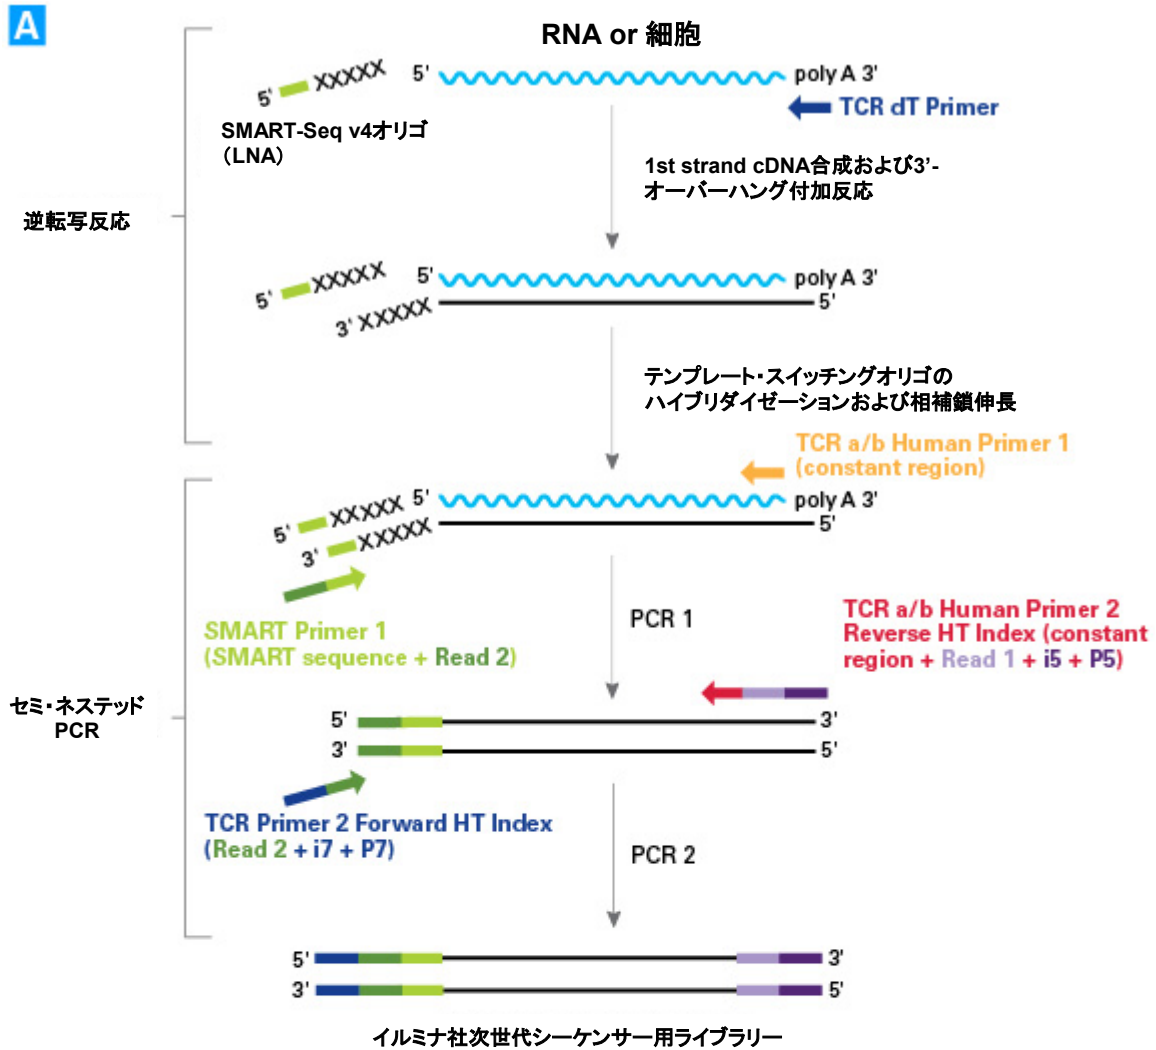 A
RNA or 細胞
5' XXXXX
5'
poly A 3'
TCR dT Primer
SMART-Seq v4オリゴ
（LNA）
1st strand cDNA合成および3’-
オーバーハング付加反応
逆転写反応
5' XXXXX
5'
poly A 3'
3' XXXXX
5'
テンプレート・スイッチングオリゴの
ハイブリダイゼーションおよび相補鎖伸長
TCR a/b Human Primer 1
(constant region)
5' XXXXX
5'
poly A 3'
3' XXXXX
5'
SMART Primer 1
(SMART sequence + Read 2)
PCR 1
TCR a/b Human Primer 2
Reverse HT Index (constant
region + Read 1 + i5 + P5)
セミ・ネステッド
PCR
5'
3'
3'
5'
TCR Primer 2 Forward HT Index
(Read 2 + i7 + P7)
PCR 2
5'
3'
3'
5'
イルミナ社次世代シーケンサー用ライブラリー